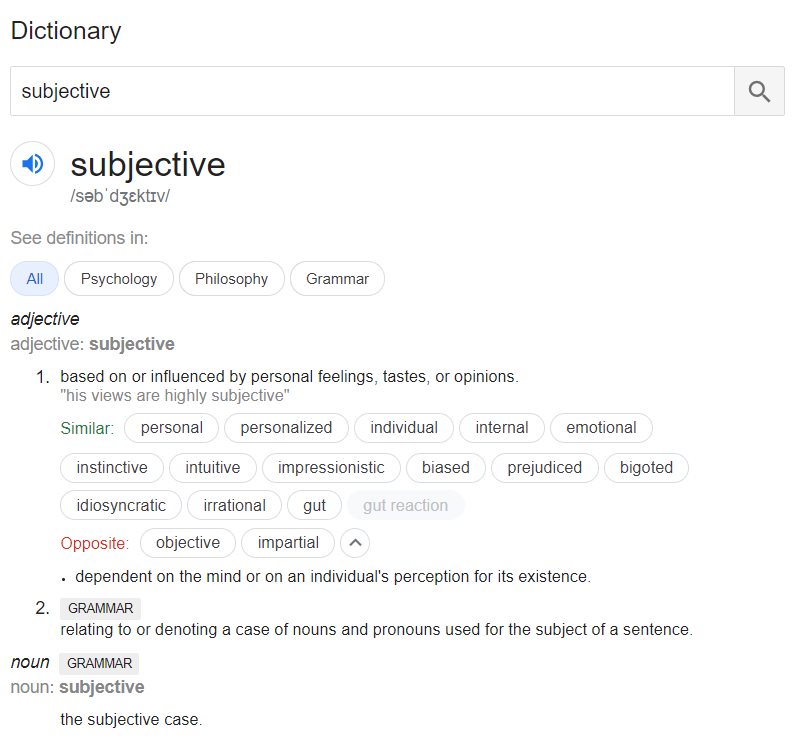 Dictionary
subjective
subjective
/səbˈdʒɛktɪv/
See definitions in:
All Psychology Philosophy Grammar
adjective
adjective: subjective
1. based on or influenced by personal feelings, tastes, or opinions.
"his views are highly subjective"
Similar: personal personalized individual internal emotional
instinctive intuitive impressionistic biased prejudiced bigoted
idiosyncratic irrational gut gut reaction
Opposite: objective impartial
• dependent on the mind or on an individual's perception for its existence.
2. GRAMMAR
relating to or denoting a case of nouns and pronouns used for the subject of a sentence.
noun GRAMMAR
noun: subjective
the subjective case.